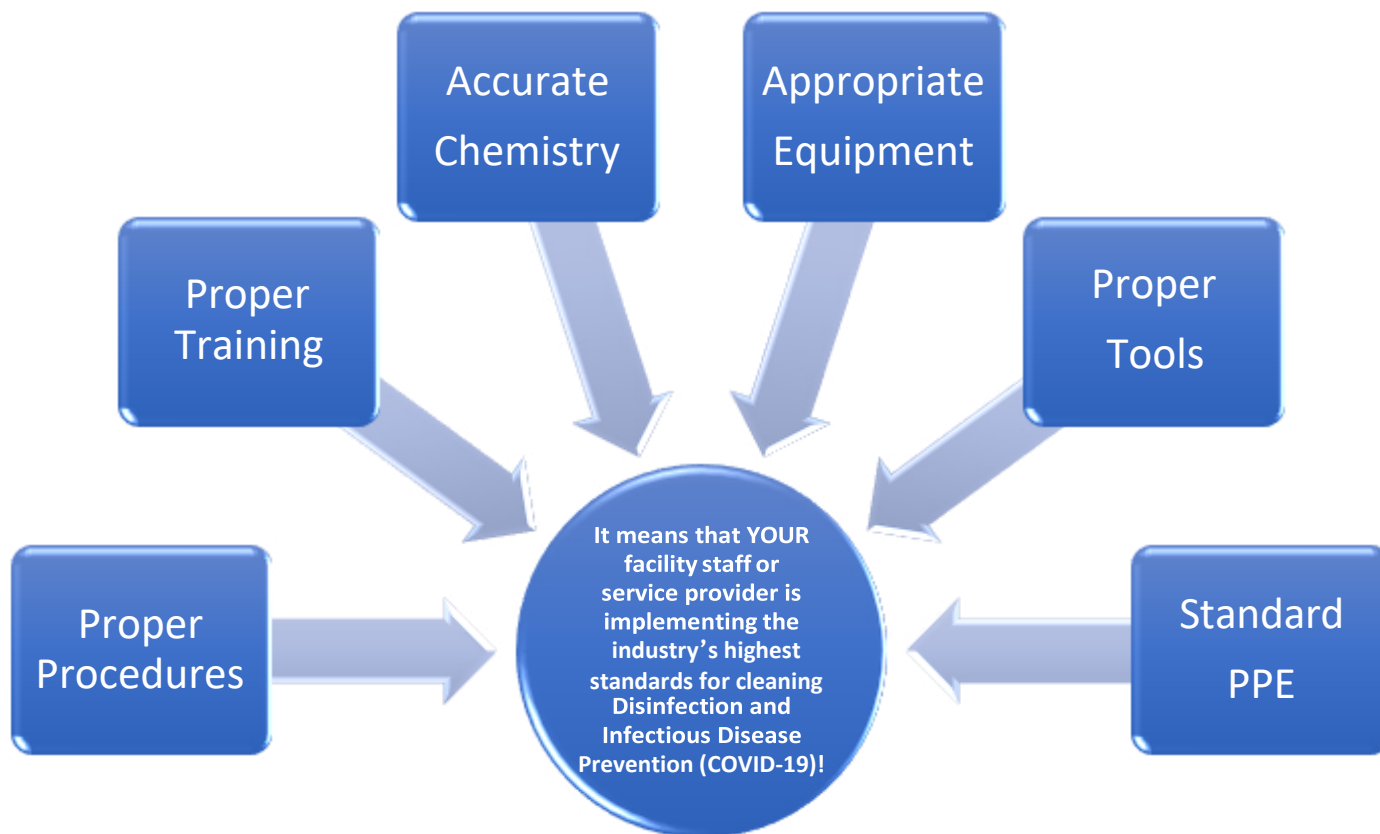 Accurate
Chemistry
Appropriate
Equipment
Proper
Training
Proper
Tools
Proper
Procedures
It means that YOUR
facility staff or
service provider is
implementing the
industry’s highest
standards for cleaning
Disinfection and
Infectious Disease
Prevention (COVID-19)!
Standard
PPE